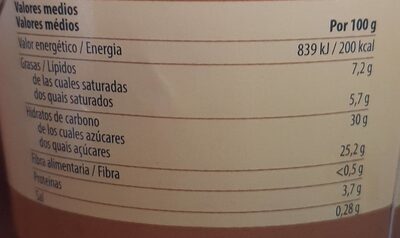 Valores medios
Valores médios Por 100 g
Valor energético / Energia 839 kJ / 200 kcal
Grasas / Lípidos 7,2 g
de las cuales saturadas
dos quais saturados 5,7 g
Hidratos de carbono 30 g
de los cuales azúcares
dos quais açúcares 25,2 g
Fibra alimentaria / Fibra <0,5 g
Proteínas 3,7 g
Sal 0,28 g